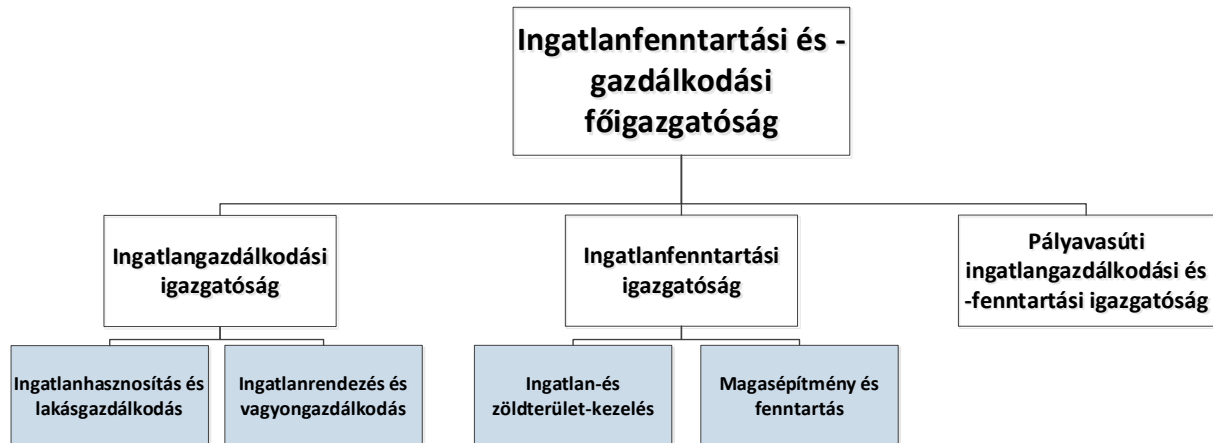 Ingatlanfenntartási és -
gazdálkodási
főigazgatóság
Ingatlangazdálkodási
igazgatóság
Ingatlanfenntartási
igazgatóság
Pályavasúti
ingatlangazdálkodási és
-fenntartási igazgatóság
Ingatlanhasznosítás és
lakásgazdálkodás
Ingatlanrendezés és
vagyongazdálkodás
Ingatlan-és
zöldterület-kezelés
Magasépítmény és
fenntartás